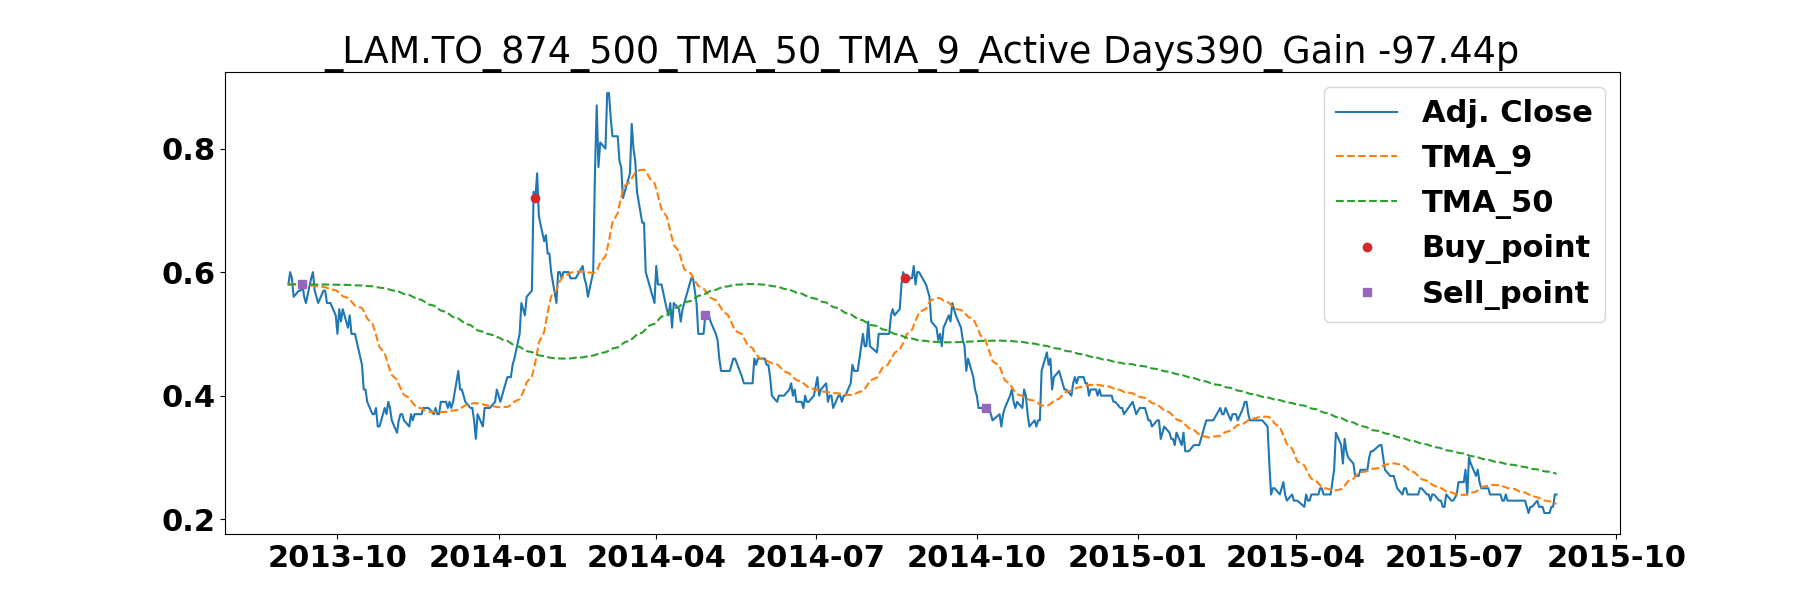 _LAM.TO_874_500_TMA_50_TMA_9_Active Days390_Gain -97.44p
Adj. Close
TMA_9
TMA_50
Buy_point
Sell_point
0.8
0.6
0.4
0.2
2013-10 2014-01 2014-04 2014-07 2014-10 2015-01 2015-04 2015-07 2015-10